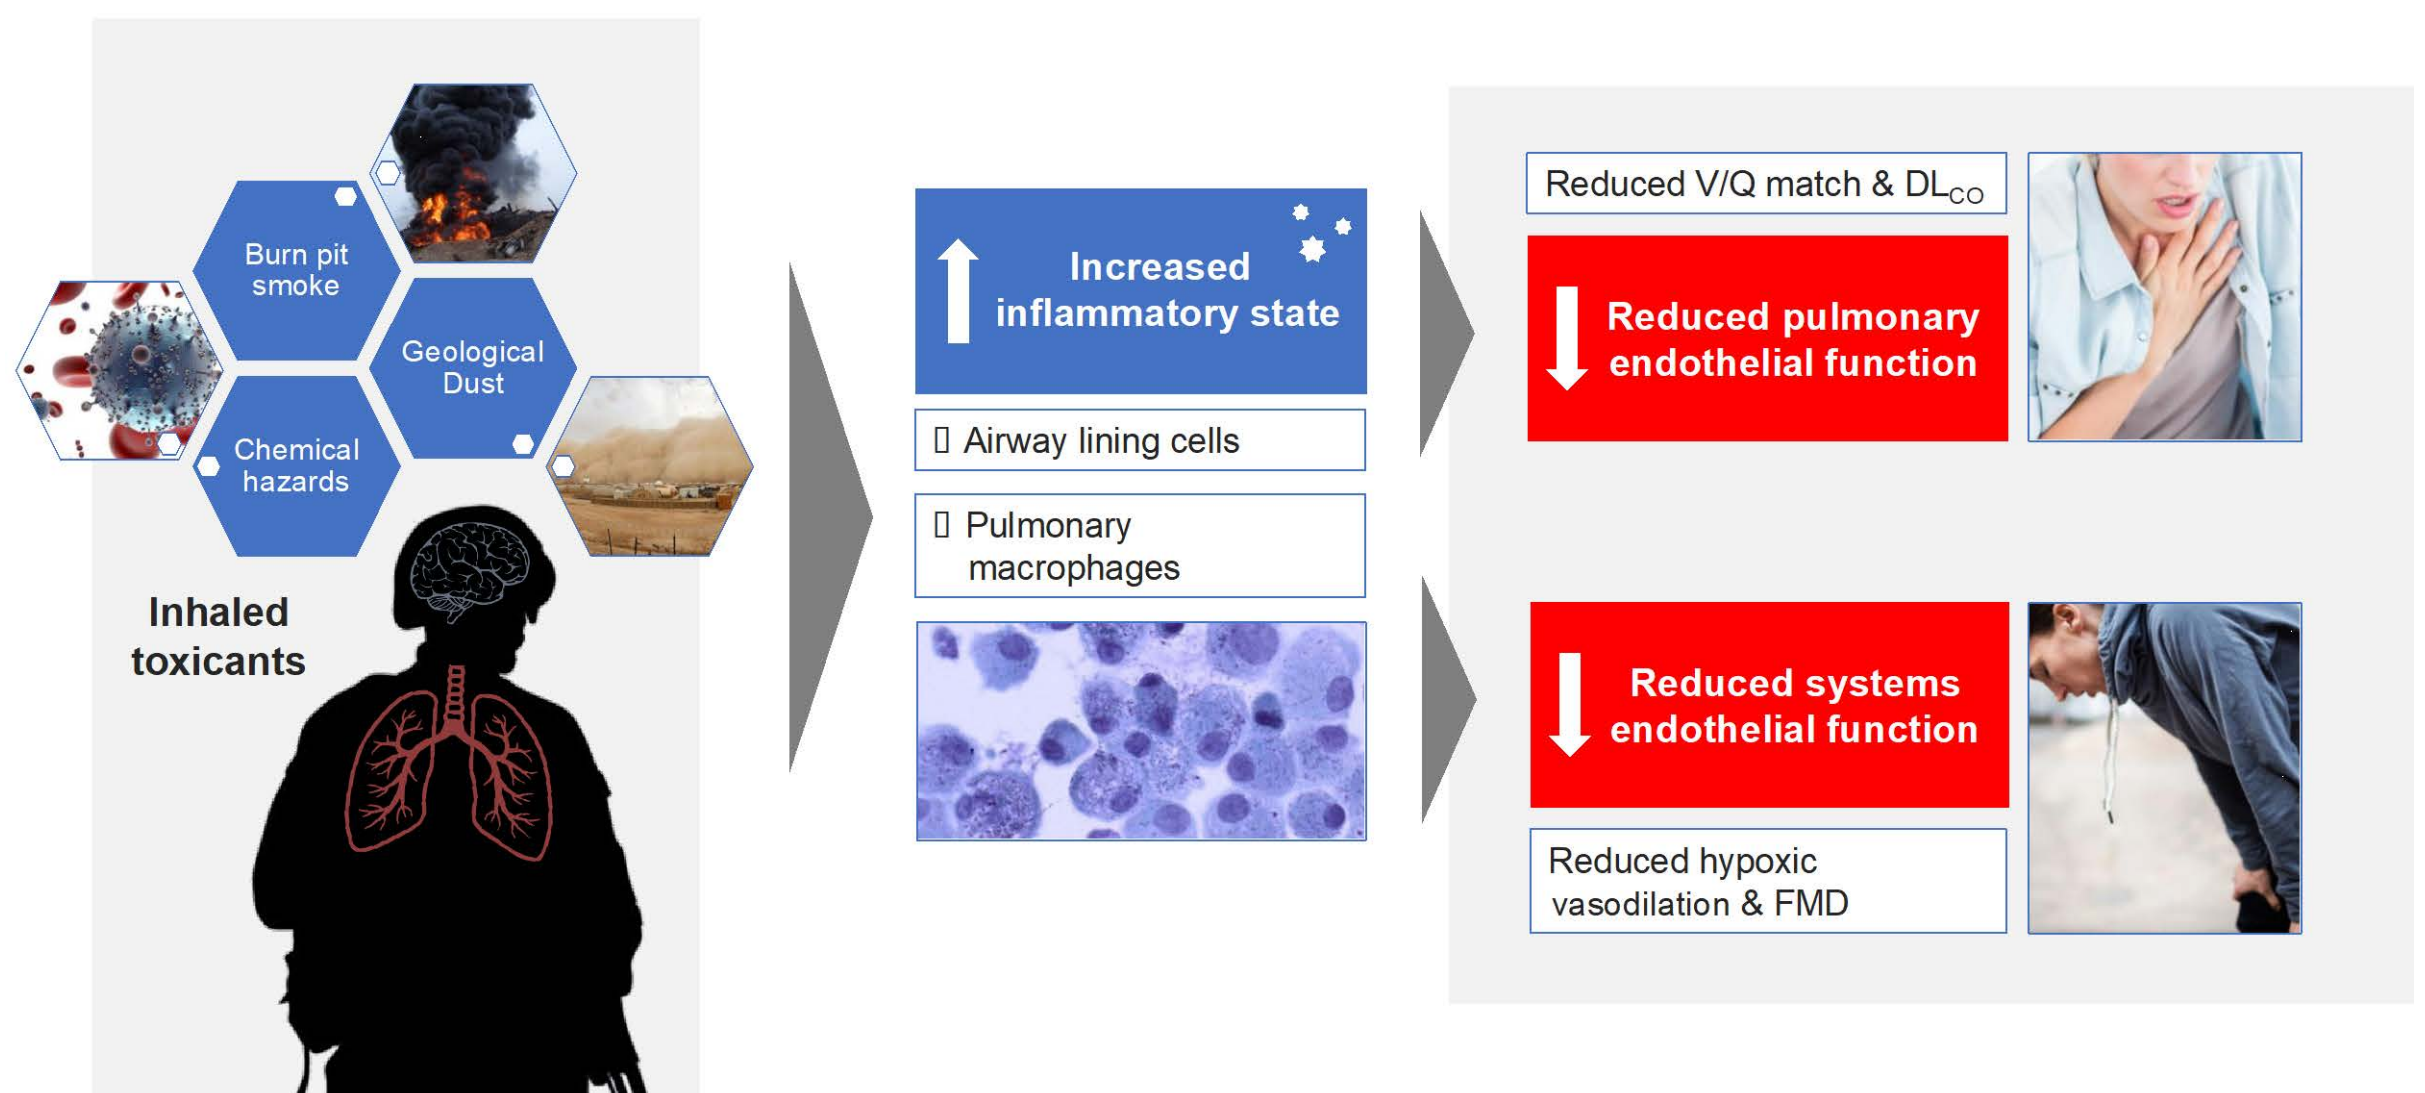 Burn pit
smoke
Geological
Dust
Chemical
hazards
Inhaled
toxicants
Increased
inflammatory state
Airway lining cells
Pulmonary
macrophages
Reduced V/Q match & DLCO
Reduced pulmonary
endothelial function
Reduced systems
endothelial function
Reduced hypoxic
vasodilation & FMD